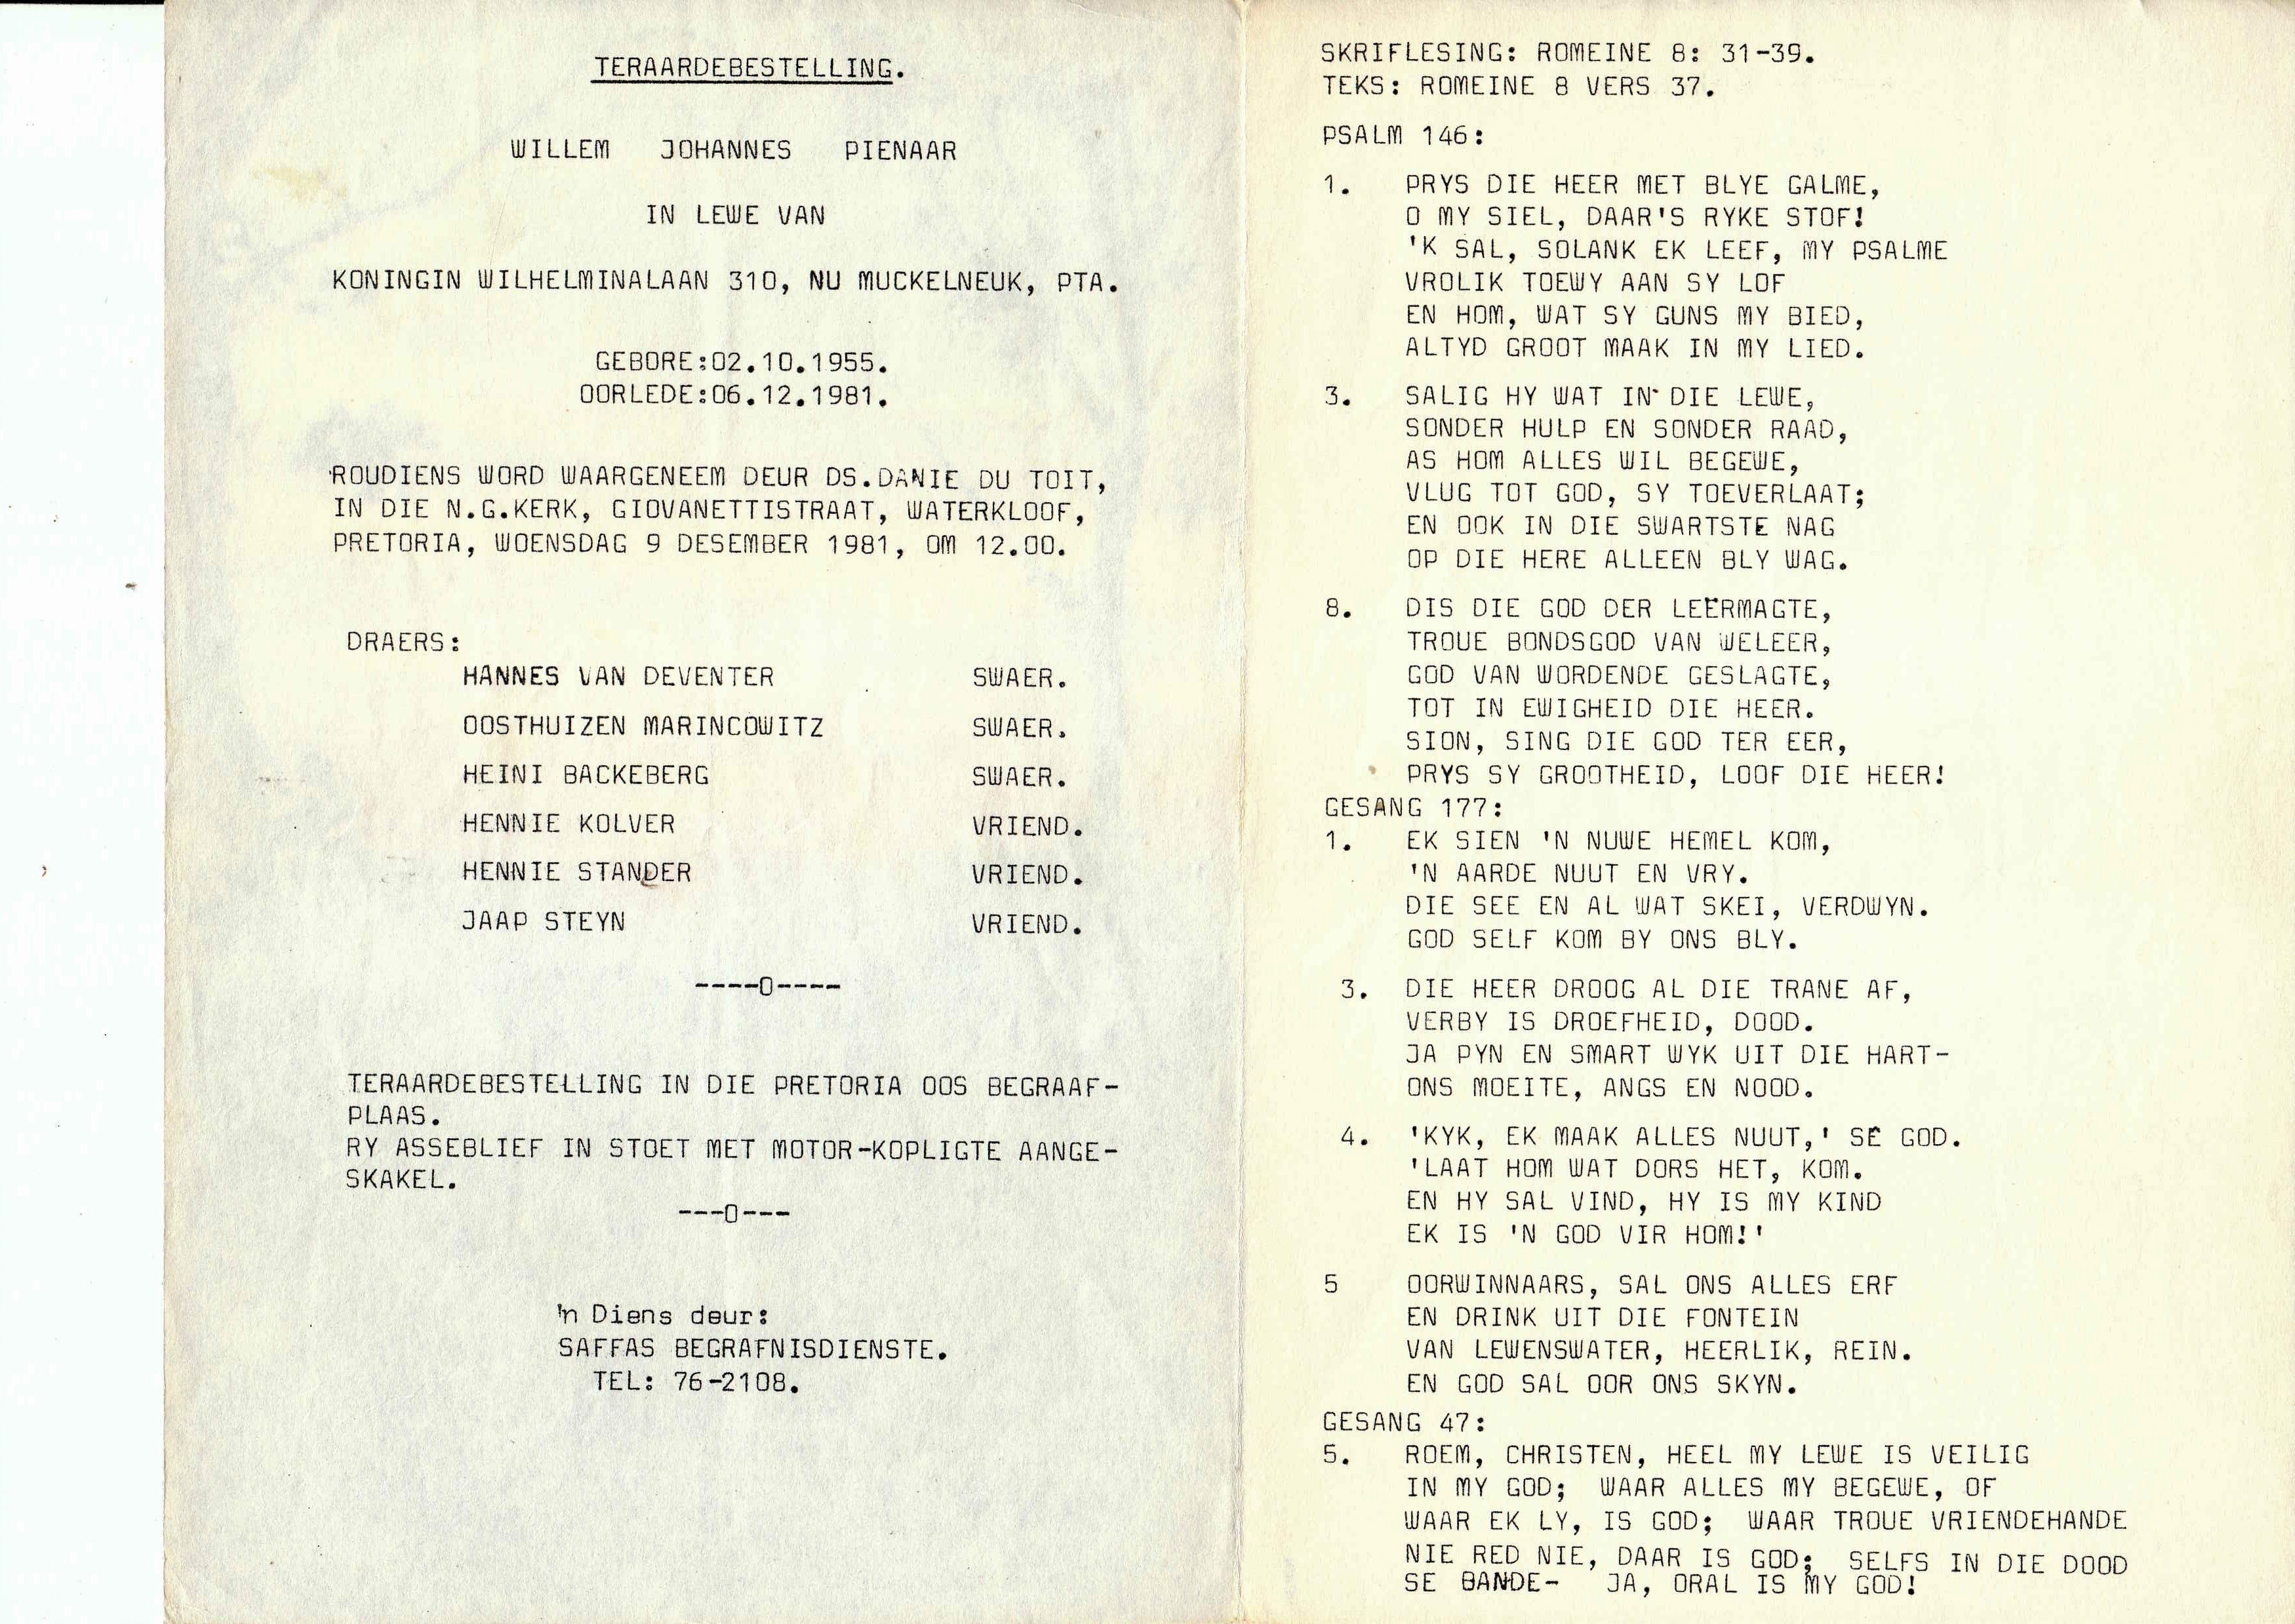 TERAARDEBESTELLING.
WILLEM JOHANNES PIENAAR
IN LEWE VAN
KONINGIN WILHELMINALAAN 310, NU MUCKELNEUK, PTA.
GEBORE:02.10.1955.
OORLEDE:06.12.1981.
ROUDIENS WORD WAARGENEEM DEUR DS.DANIE DU TOIT,
IN DIE N.G.KERK, GIOVANETTISTRAAT, WATERKLOOF,
PRETORIA, WOENSDAG 9 DESEMBER 1981, OM 12.00.
DRAERS:
HANNES VAN DEVENTER SWAER.
OOSTHUIZEN MARINCOWITZ SWAER.
HEINI BACKEBERG SWAER.
HENNIE KOLVER VRIEND.
HENNIE STANDER VRIEND.
JAAP STEYN VRIEND.
----O----
TERAARDEBESTELLING IN DIE PRETORIA OOS BEGRAAF-
PLAAS.
RY ASSEBLIEF IN STOET MET MOTOR-KOPLIGTE AANGE-
SKAKEL.
---O---
'n Diens deur:
SAFFAS BEGRAFNISDIENSTE.
TEL: 76-2108.
SKRIFLESING: ROMEINE 8: 31-39.
TEKS: ROMEINE 8 VERS 37.
PSALM 146:
1. PRYS DIE HEER MET BLYE GALME,
O MY SIEL, DAAR'S RYKE STOF!
'K SAL, SOLANK EK LEEF, MY PSALME
VROLIK TOEWY AAN SY LOF
EN HOM, WAT SY GUNS MY BIED,
ALTYD GROOT MAAK IN MY LIED.
3. SALIG HY WAT IN DIE LEWE,
SONDER HULP EN SONDER RAAD,
AS HOM ALLES WIL BEGEWE,
VLUG TOT GOD, SY TOEVERLAAT;
EN OOK IN DIE SWARTSTE NAG
OP DIE HERE ALLEEN BLY WAG.
8. DIS DIE GOD DER LEËRMAGTE,
TROUE BONDSGOD VAN WELEER,
GOD VAN WORDENDE GESLAGTE,
TOT IN EWIGHEID DIE HEER.
SION, SING DIE GOD TER EER,
PRYS SY GROOTHEID, LOOF DIE HEER!
GESANG 177:
1. EK SIEN 'N NUWE HEMEL KOM,
'N AARDE NUUT EN VRY.
DIE SEE EN AL WAT SKEI, VERDWYN.
GOD SELF KOM BY ONS BLY.
3. DIE HEER DROOG AL DIE TRANE AF,
VERBY IS DROEFHEID, DOOD.
JA PYN EN SMART WYK UIT DIE HART-
ONS MOEITE, ANGS EN NOOD.
4. 'KYK, EK MAAK ALLES NUUT,' SÊ GOD.
'LAAT HOM WAT DORS HET, KOM.
EN HY SAL VIND, HY IS MY KIND
EK IS 'N GOD VIR HOM!'
5 OORWINNAARS, SAL ONS ALLES ERF
EN DRINK UIT DIE FONTEIN
VAN LEWENSWATER, HEERLIK, REIN.
EN GOD SAL OOR ONS SKYN.
GESANG 47:
5. ROEM, CHRISTEN, HEEL MY LEWE IS VEILIG
IN MY GOD; WAAR ALLES MY BEGEWE, OF
WAAR EK LY, IS GOD; WAAR TROUE VRIENDEHANDE
NIE RED NIE, DAAR IS GOD; SELFS IN DIE DOOD
SE BANDE- JA, ORAL IS MY GOD!